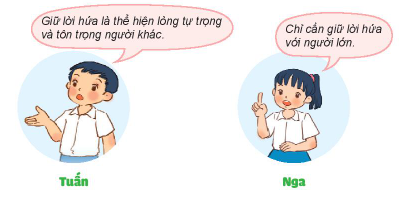 Giữ lời hứa là thể hiện lòng tự trọng
và tôn trọng người khác.
Chỉ cần giữ lời hứa
với người lớn.
Tuấn
Nga